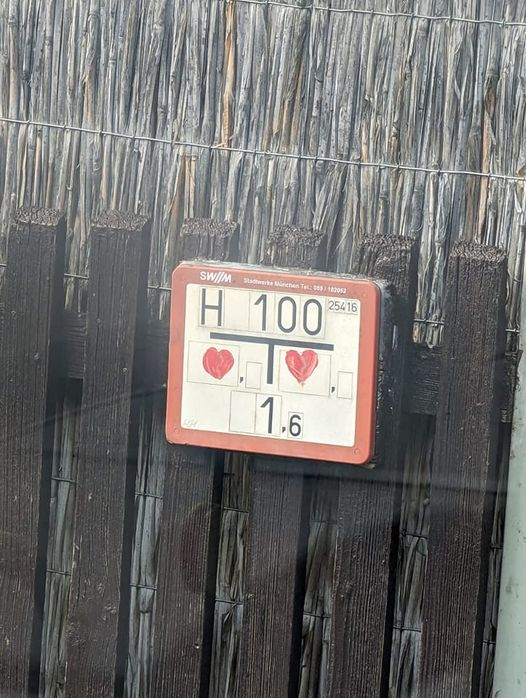 SWM Stadtwerke München Tel.: 089 / 182052
H 100 25416
, ,
1,6